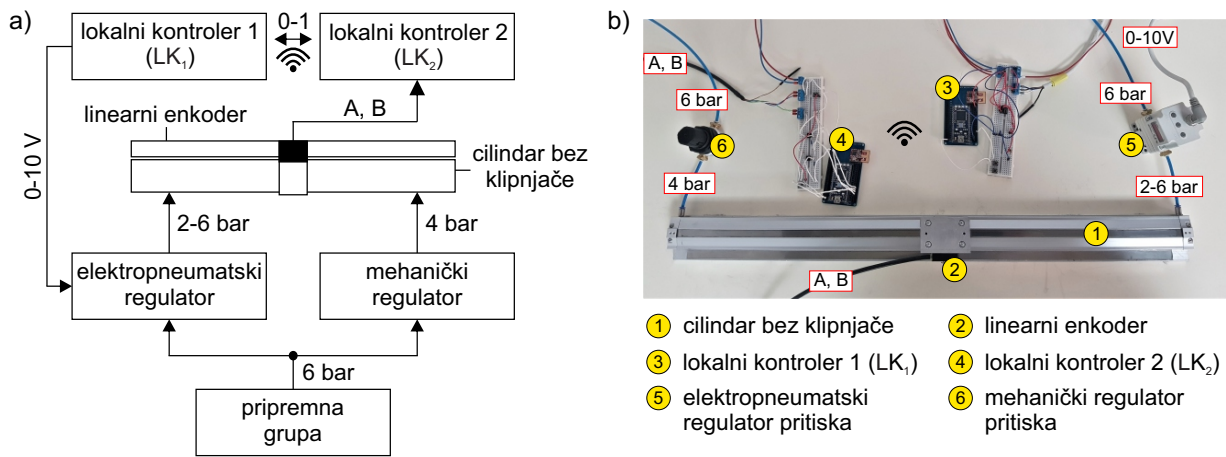 a)
lokalni kontroler 1
(LK₁)
0-1
lokalni kontroler 2
(LK₂)
linearni enkoder
A, B
cilindar bez
klipnjače
0-10 V
2-6 bar
4 bar
elektropneumatski
regulator
mehanički
regulator
6 bar
pripremna
grupa
b)
A, B
0-10V
6 bar
3
6 bar
6
4
5
4 bar
2-6 bar
1
2
A, B
1 cilindar bez klipnjače
2 linearni enkoder
3 lokalni kontroler 1 (LK₁)
4 lokalni kontroler 2 (LK₂)
5 elektropneumatski
regulator pritiska
6 mehanički regulator
pritiska